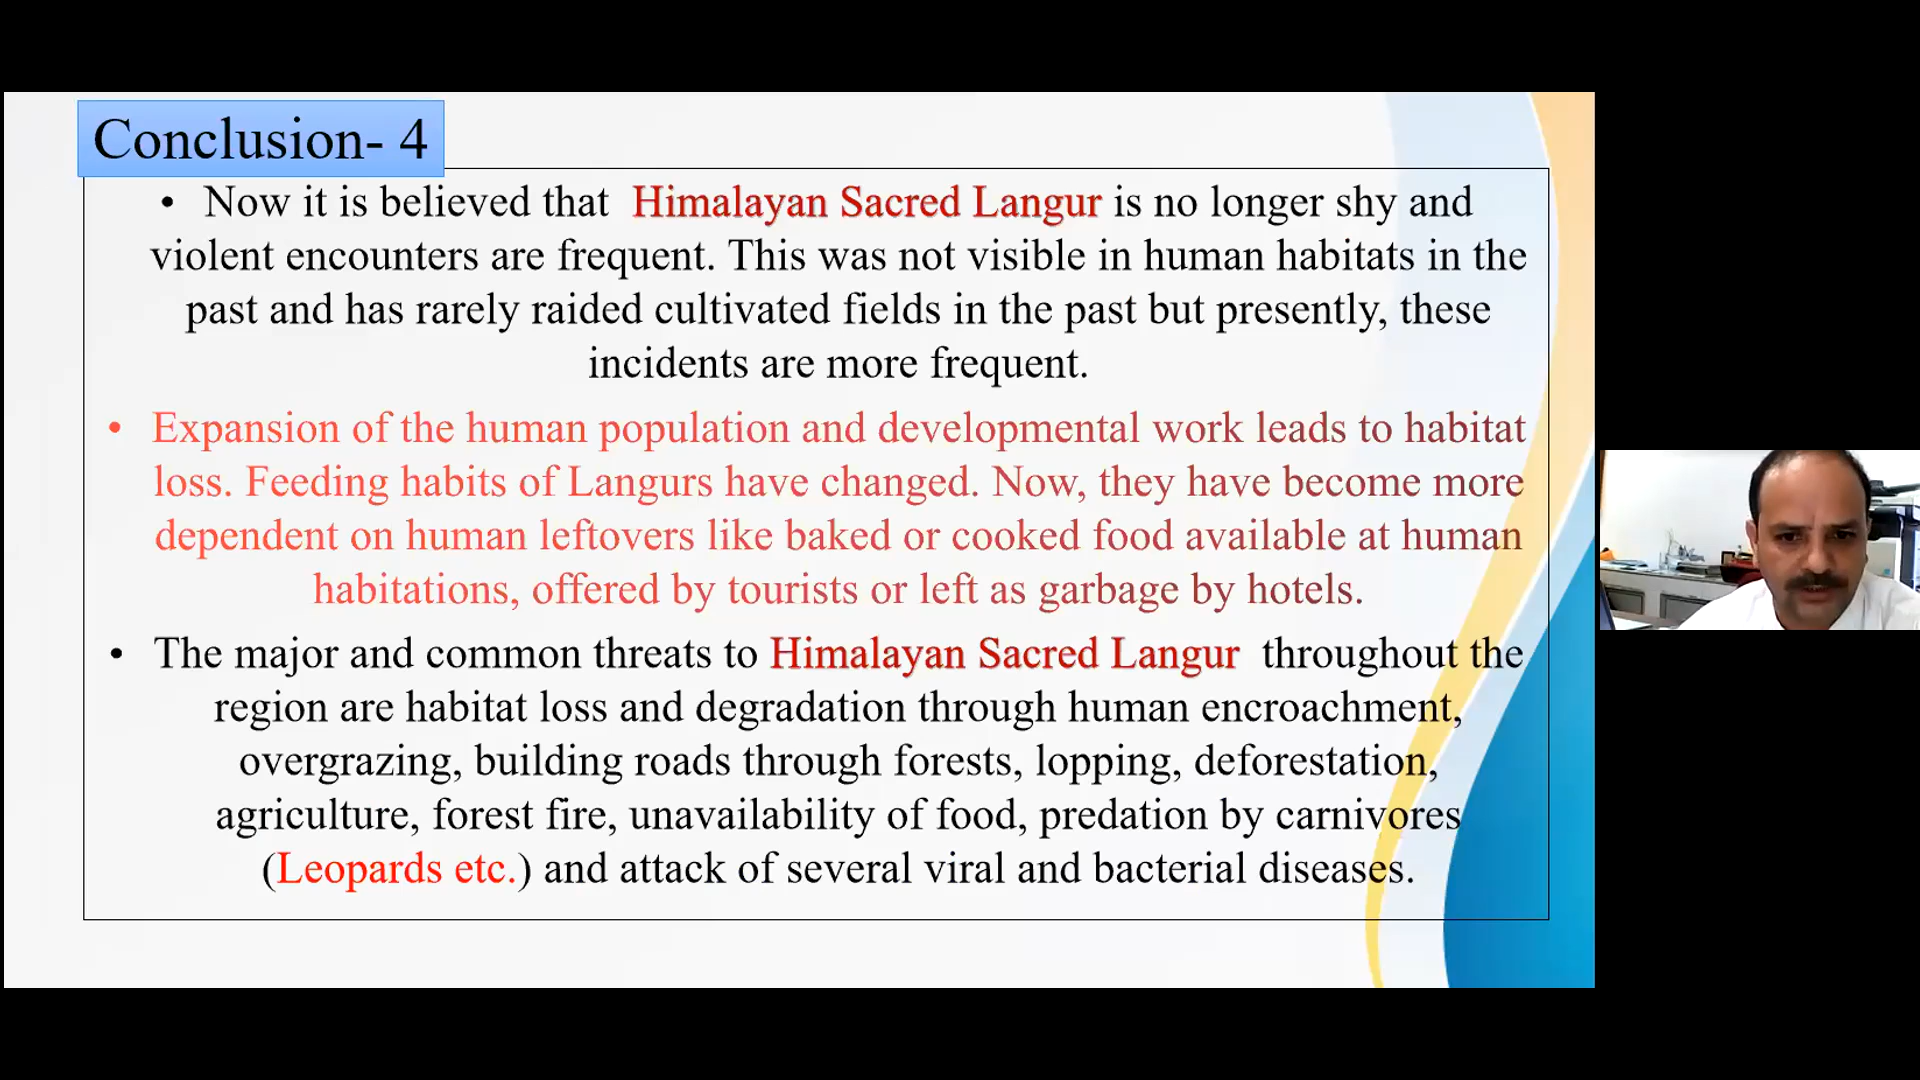 Conclusion- 4
• Now it is believed that Himalayan Sacred Langur is no longer shy and
violent encounters are frequent. This was not visible in human habitats in the
past and has rarely raided cultivated fields in the past but presently, these
incidents are more frequent.
• Expansion of the human population and developmental work leads to habitat
loss. Feeding habits of Langurs have changed. Now, they have become more
dependent on human leftovers like baked or cooked food available at human
habitations, offered by tourists or left as garbage by hotels.
• The major and common threats to Himalayan Sacred Langur throughout the
region are habitat loss and degradation through human encroachment,
overgrazing, building roads through forests, lopping, deforestation,
agriculture, forest fire, unavailability of food, predation by carnivores
(Leopards etc.) and attack of several viral and bacterial diseases.